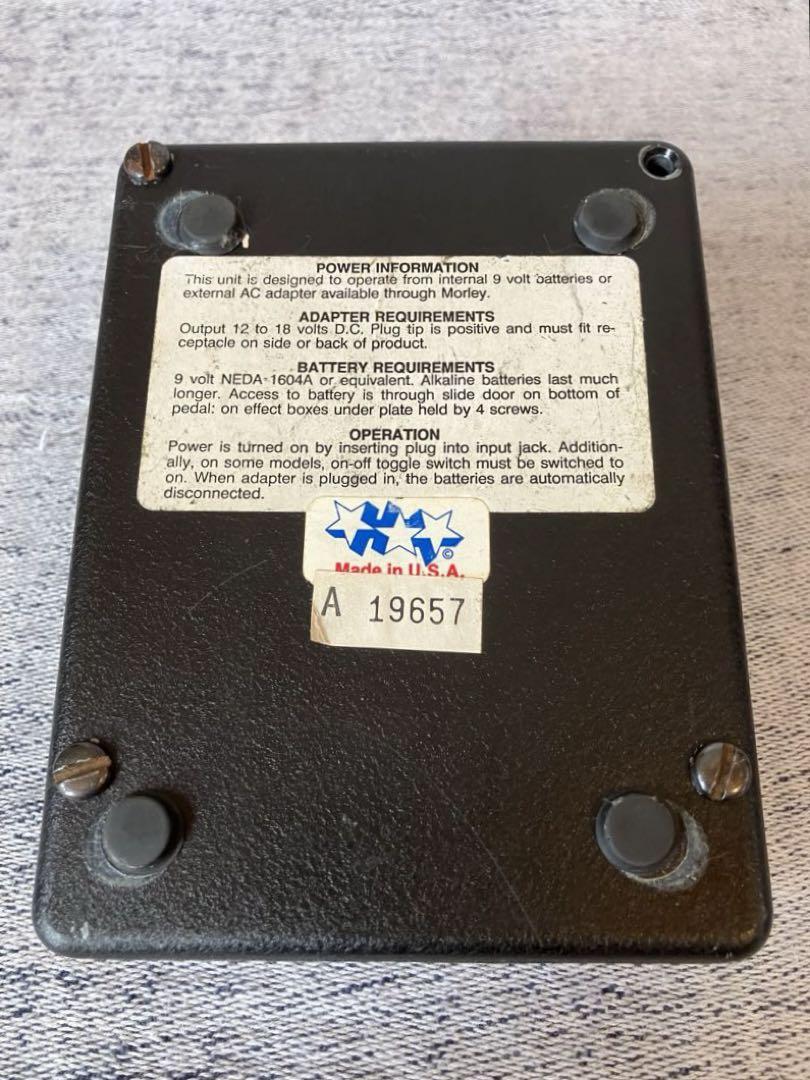 POWER INFORMATION
This unit is designed to operate from internal 9 volt batteries or
external AC adapter available through Morley.
ADAPTER REQUIREMENTS
Output 12 to 18 volts D.C. Plug tip is positive and must fit re-
ceptacle on side or back of product.
BATTERY REQUIREMENTS
9 volt NEDA-1604A or equivalent. Alkaline batteries last much
longer. Access to battery is through slide door on bottom of
pedal: on effect boxes under plate held by 4 screws.
OPERATION
Power is turned on by inserting plug into input jack. Addition-
ally, on some models, on-off toggle switch must be switched to
on. When adapter is plugged in, the batteries are automatically
disconnected.
©
Made in U.S.A.
A 19657